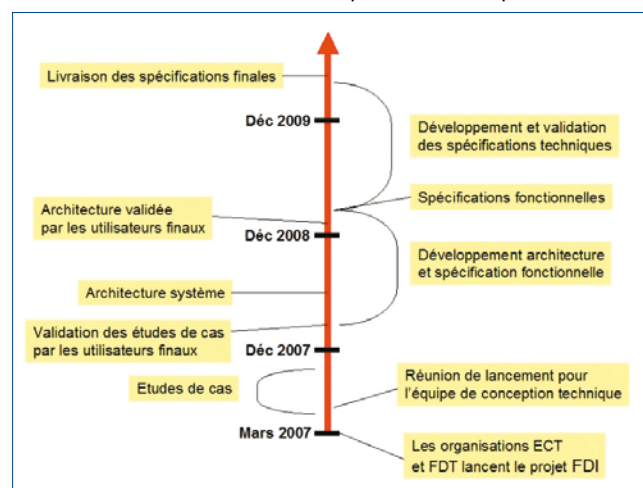 Livraison des spécifications finales
Déc 2009
Développement et validation
des spécifications techniques
Spécifications fonctionnelles
Architecture validée
par les utilisateurs finaux
Déc 2008
Développement architecture
et spécification fonctionnelle
Architecture système
Validation des études de cas
par les utilisateurs finaux
Déc 2007
Etudes de cas
Réunion de lancement pour
l'équipe de conception technique
Mars 2007
Les organisations ECT
et FDT lancent le projet FDI